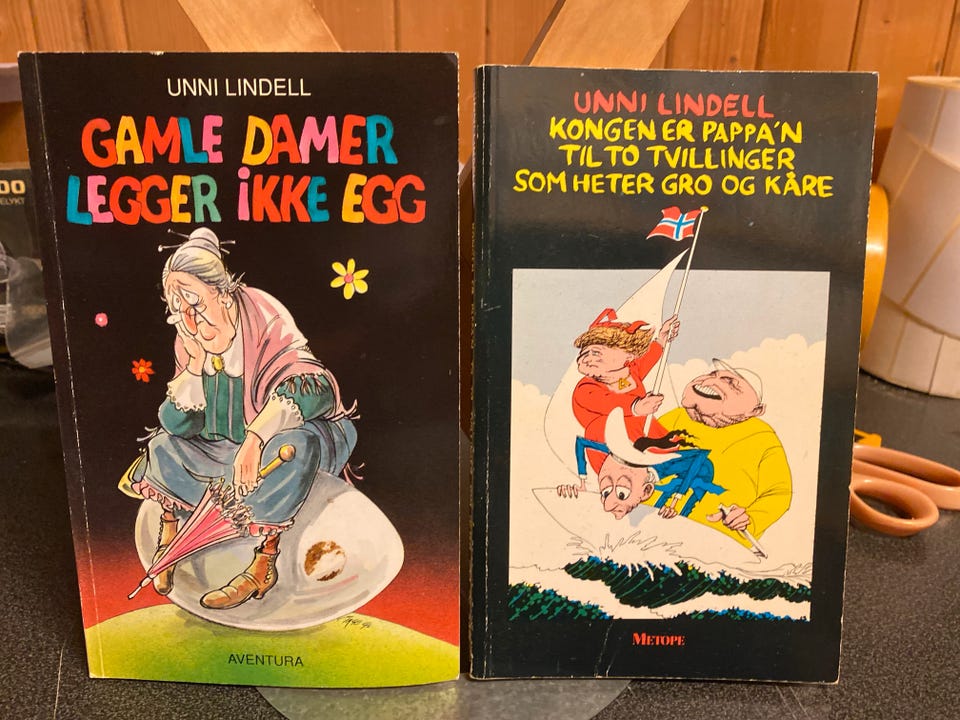 UNNI LINDELL
GAMLE DAMER
LEGGER iKKE EGG
AVENTURA
UNNI LINDELL
KONGEN ER PAPPA'N
TIL TO TVILLINGER
SOM HETER GRO OG KÅRE
METOPE